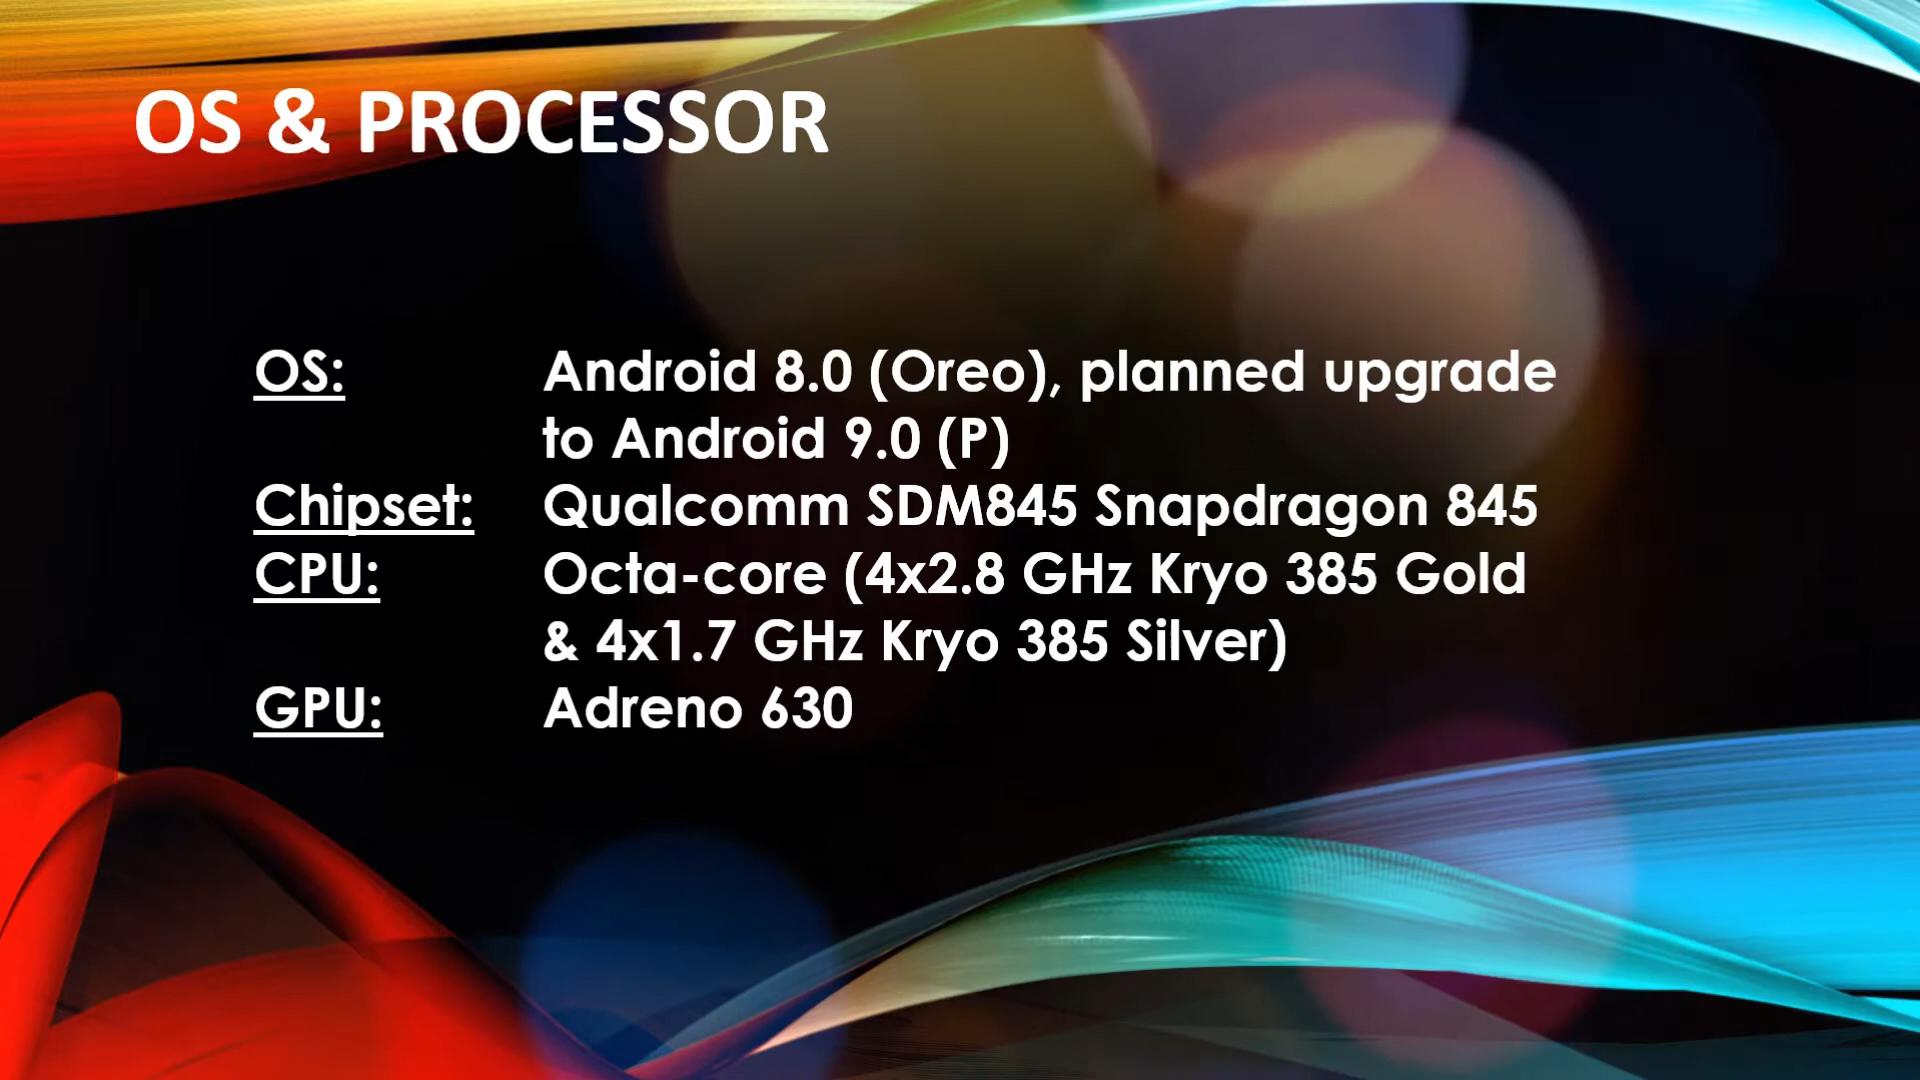 OS & PROCESSOR
OS: Android 8.0 (Oreo), planned upgrade
to Android 9.0 (P)
Chipset: Qualcomm SDM845 Snapdragon 845
CPU: Octa-core (4x2.8 GHz Kryo 385 Gold
& 4x1.7 GHz Kryo 385 Silver)
GPU: Adreno 630